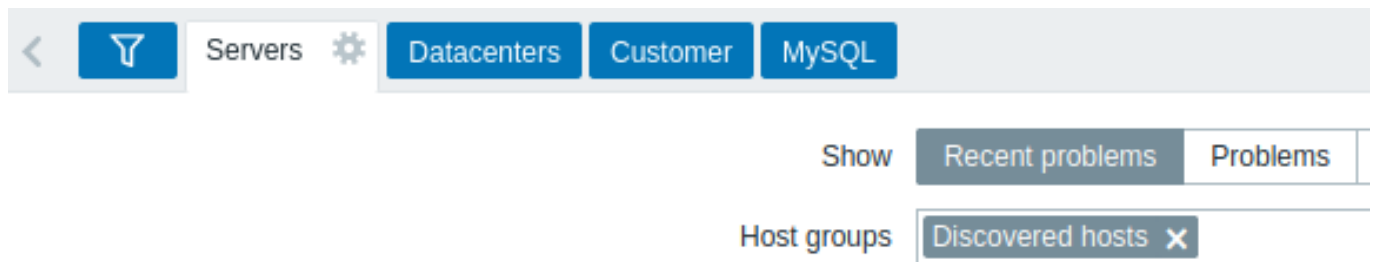 Servers Datacenters Customer MySQL
Show Recent problems Problems
Host groups Discovered hosts